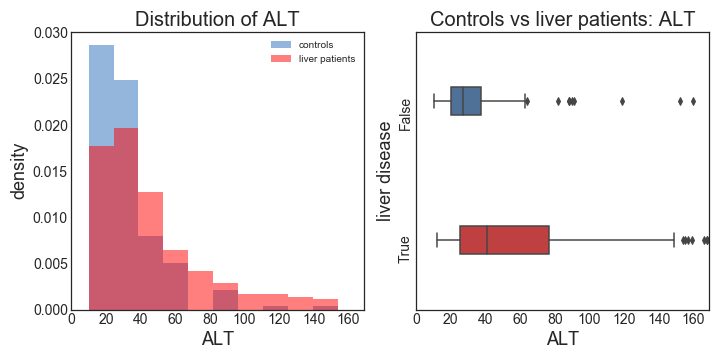 Distribution of ALT
controls
liver patients
density
0.030
0.025
0.020
0.015
0.010
0.005
0.000
0 20 40 60 80 100 120 140 160
ALT
Controls vs liver patients: ALT
liver disease
False
True
0 20 40 60 80 100 120 140 160
ALT